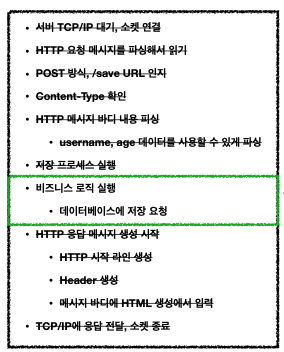 서버 TCP/IP 대기, 소켓 연결
HTTP 요청 메시지를 파싱해서 읽기
POST 방식, /save URL 인지
Content-Type 확인
HTTP 메시지 바디 내용 피싱
username, age 데이터를 사용할 수 있게 파싱
저장 프로세스 실행
비즈니스 로직 실행
데이터베이스에 저장 요청
HTTP 응답 메시지 생성 시작
HTTP 시작 라인 생성
Header 생성
메시지 바디에 HTML 생성에서 입력
TCP/IP에 응답 전달, 소켓 종료